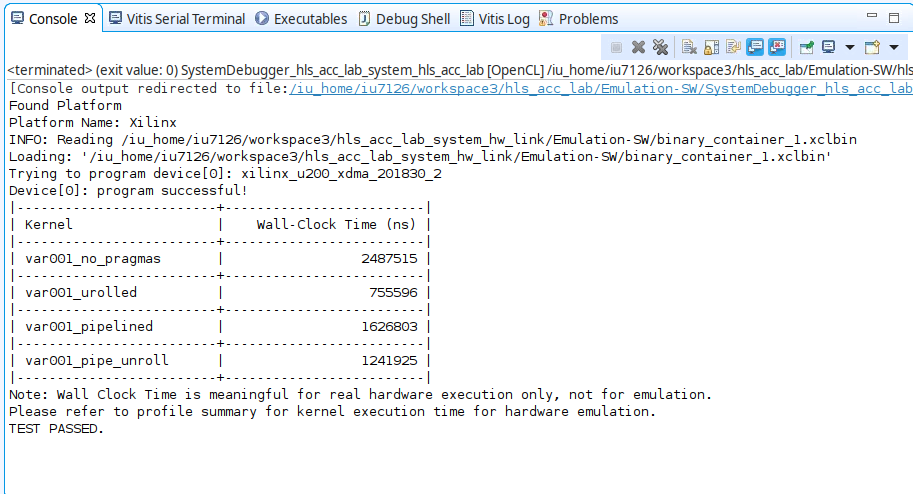 Console Vitis Serial Terminal Executables Debug Shell Vitis Log Problems
<terminated> (exit value: 0) SystemDebugger_hls_acc_lab_system_hls_acc_lab [OpenCL] /iu_home/iu7126/workspace3/hls_acc_lab/Emulation-SW/hls
[Console output redirected to file:/iu_home/iu7126/workspace3/hls_acc_lab/Emulation-SW/SystemDebugger_hls_acc_lab
Found Platform
Platform Name: Xilinx
INFO: Reading /iu_home/iu7126/workspace3/hls_acc_lab_system_hw_link/Emulation-SW/binary_container_1.xclbin
Loading: '/iu_home/iu7126/workspace3/hls_acc_lab_system_hw_link/Emulation-SW/binary_container_1.xclbin'
Trying to program device[0]: xilinx_u200_xdma_201830_2
Device[0]: program successful!
|-------------------------+-------------------------|
| Kernel                  |    Wall-Clock Time (ns) |
|-------------------------+-------------------------|
| var001_no_pragmas       |                 2487515 |
|-------------------------+-------------------------|
| var001_urolled          |                  755596 |
|-------------------------+-------------------------|
| var001_pipelined        |                 1626803 |
|-------------------------+-------------------------|
| var001_pipe_unroll      |                 1241925 |
|-------------------------+-------------------------|
Note: Wall Clock Time is meaningful for real hardware execution only, not for emulation.
Please refer to profile summary for kernel execution time for hardware emulation.
TEST PASSED.